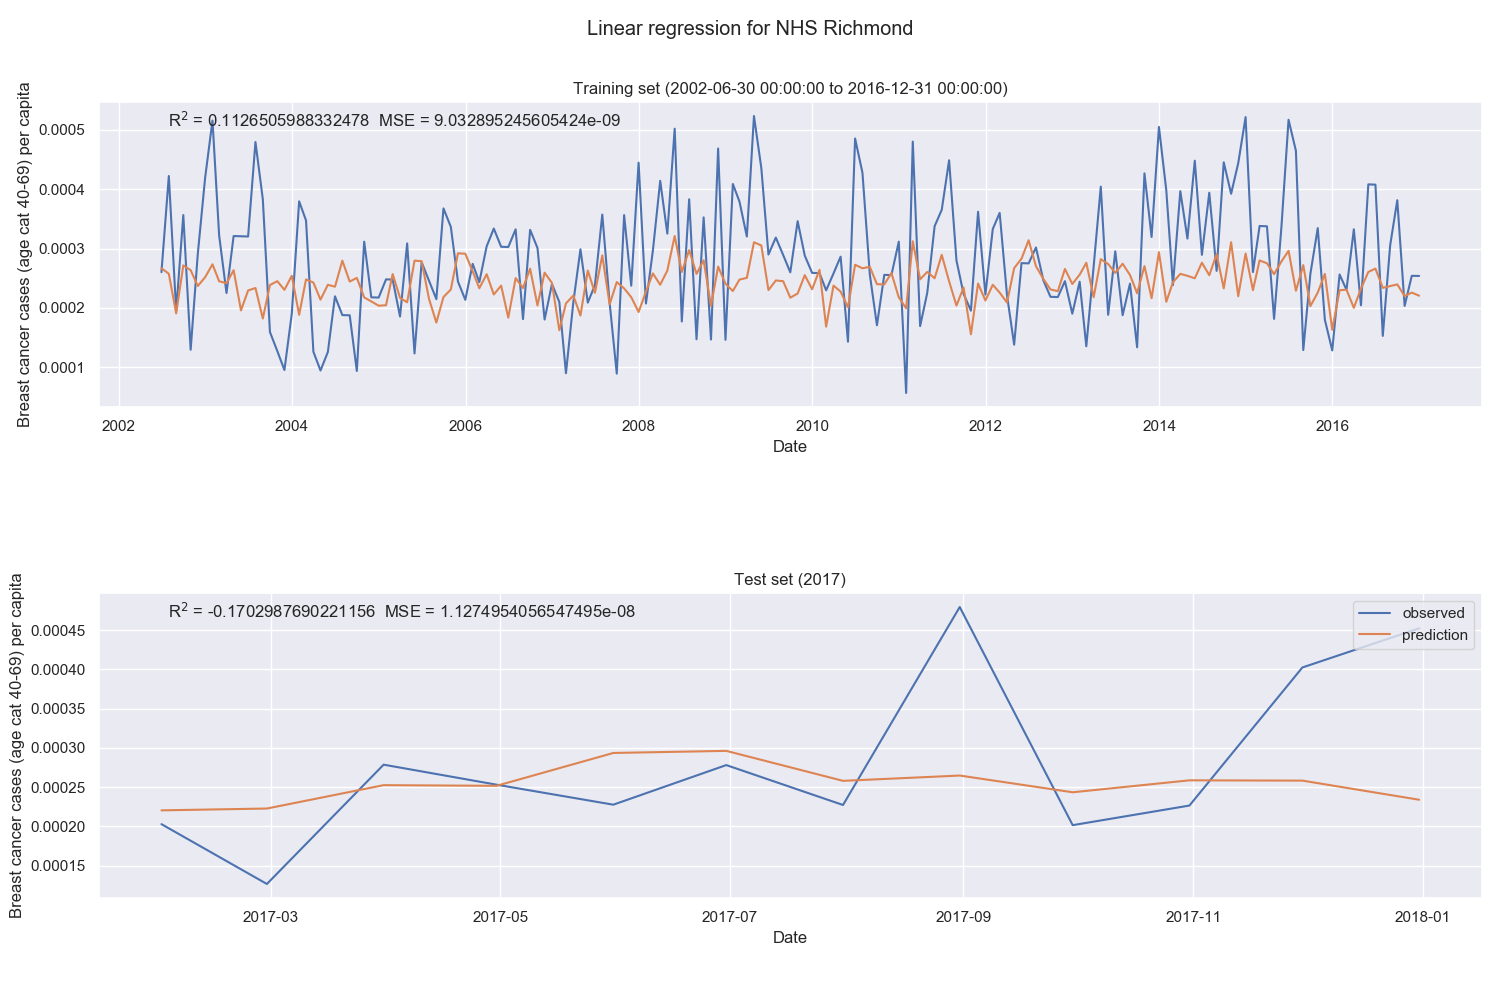 Linear regression for NHS Richmond
Training set (2002-06-30 00:00:00 to 2016-12-31 00:00:00)
R² = 0.1126505988332478 MSE = 9.032895245605424e-09
Breast cancer cases (age cat 40-69) per capita
0.0005
0.0004
0.0003
0.0002
0.0001
2002 2004 2006 2008 2010 2012 2014 2016
Date
Test set (2017)
R² = -0.1702987690221156 MSE = 1.1274954056547495e-08
observed
prediction
Breast cancer cases (age cat 40-69) per capita
0.00045
0.00040
0.00035
0.00030
0.00025
0.00020
0.00015
2017-03 2017-05 2017-07 2017-09 2017-11 2018-01
Date